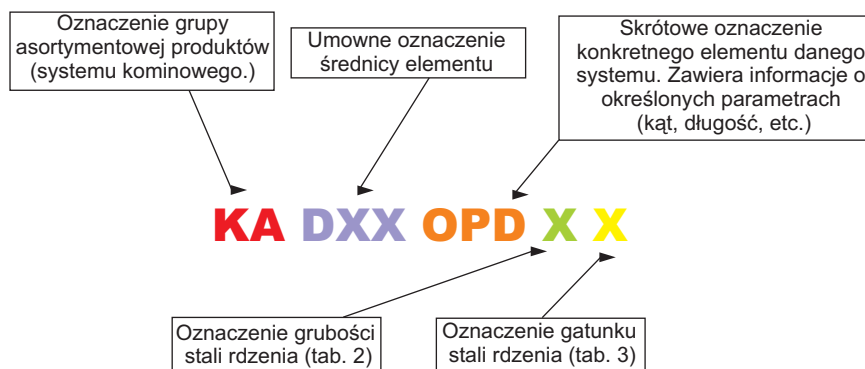 Oznaczenie grupy
asortymentowej produktów
(systemu kominowego.)
Umowne oznaczenie
średnicy elementu
Skrótowe oznaczenie
konkretnego elementu danego
systemu. Zawiera informacje o
określonych parametrach
(kąt, długość, etc.)
KA DXX OPD X X
Oznaczenie grubości
stali rdzenia (tab. 2)
Oznaczenie gatunku
stali rdzenia (tab. 3)